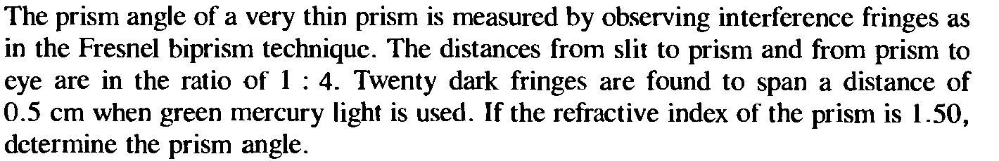 The prism angle of a very thin prism is measured by observing interference fringes as
in the Fresnel biprism technique. The distances from slit to prism and from prism to
eye are in the ratio of 1 : 4. Twenty dark fringes are found to span a distance of
0.5 cm when green mercury light is used. If the refractive index of the prism is 1.50,
determine the prism angle.